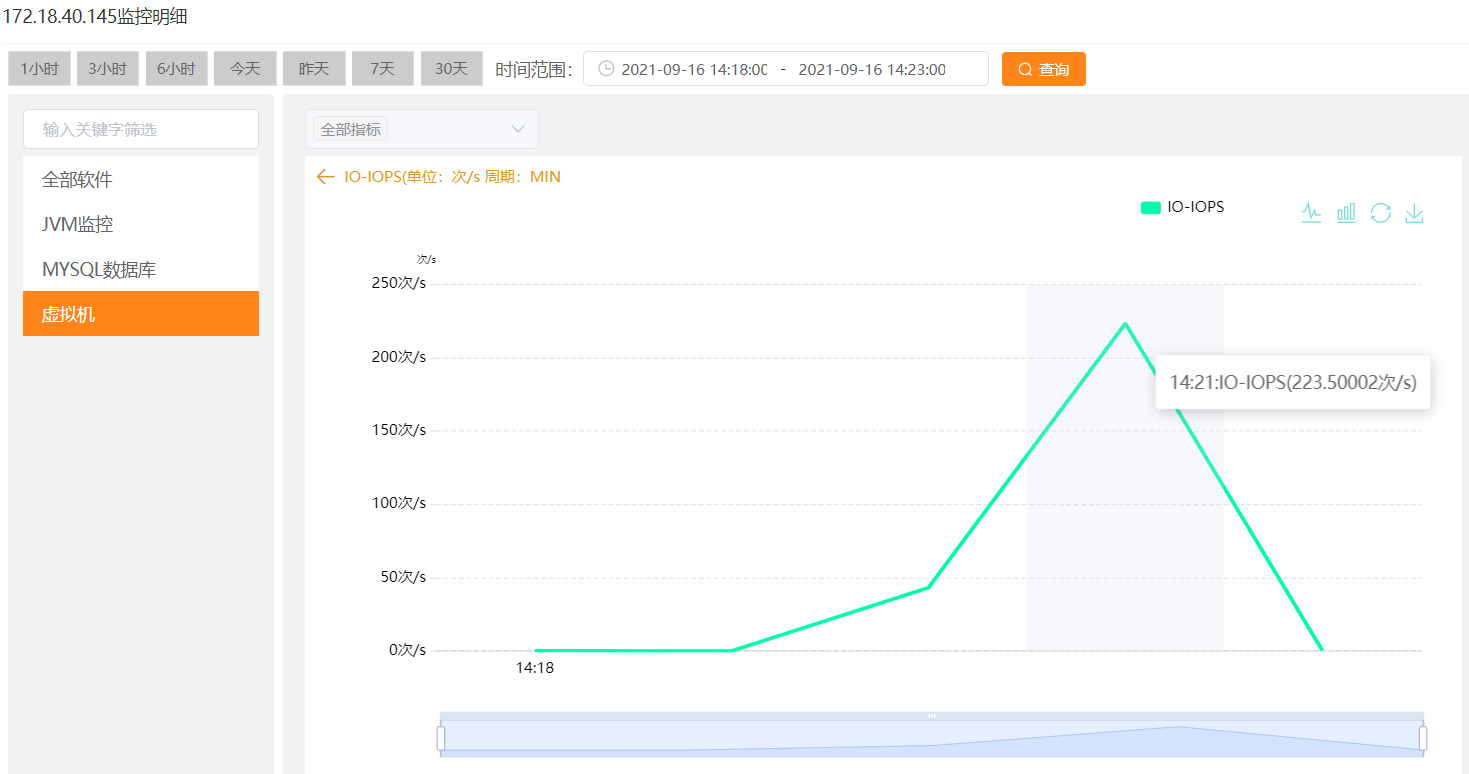 172.18.40.145监控明细
1小时 3小时 6小时 今天 昨天 7天 30天 时间范围： 2021-09-16 14:18:00 - 2021-09-16 14:23:00 查询
输入关键字筛选
全部软件
JVM监控
MYSQL数据库
虚拟机
全部指标
IO-IOPS(单位：次/s 周期：MIN
IO-IOPS
次/s
250次/s
200次/s
14:21:IO-IOPS(223.50002次/s)
150次/s
100次/s
50次/s
0次/s
14:18